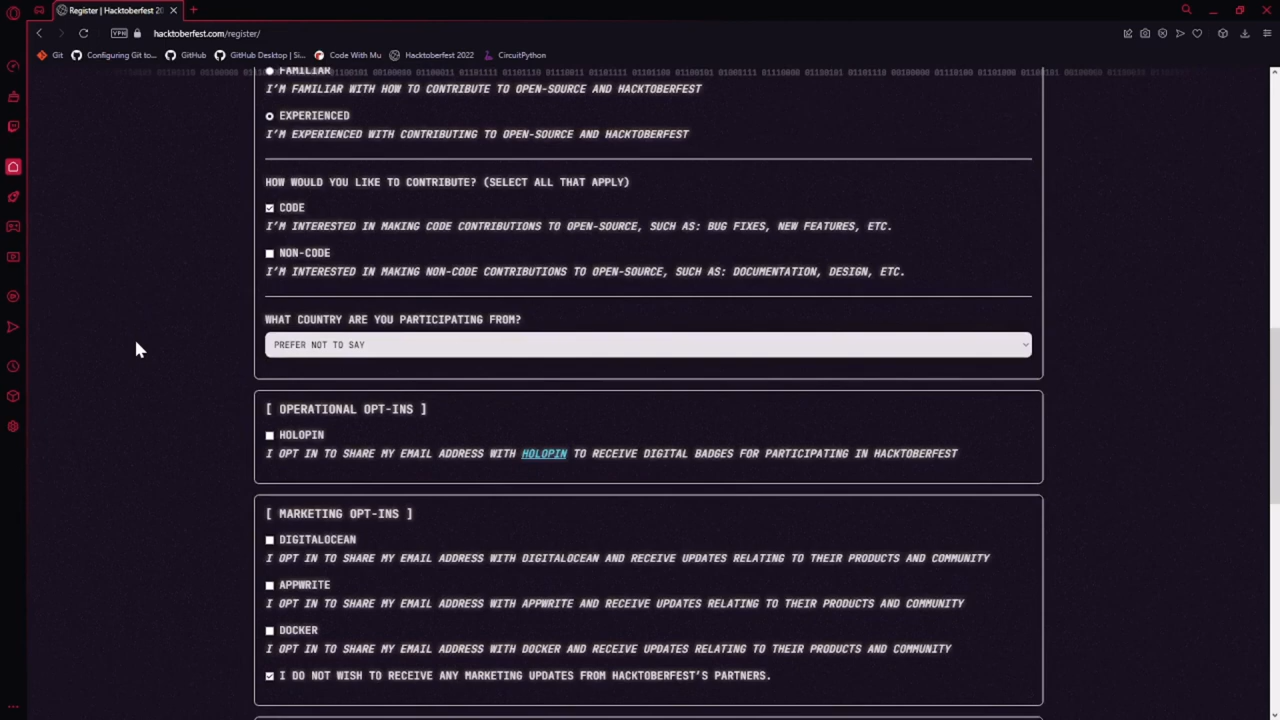 Register | Hacktoberfest 20
VPN
hacktoberfest.com/register/
Git
Configuring Git to...
GitHub
GitHub Desktop | Si...
Code With Mu
Hacktoberfest 2022
CircuitPython
FAMILIAR
I'M FAMILIAR WITH HOW TO CONTRIBUTE TO OPEN-SOURCE AND HACKTOBERFEST
EXPERIENCED
I'M EXPERIENCED WITH CONTRIBUTING TO OPEN-SOURCE AND HACKTOBERFEST
HOW WOULD YOU LIKE TO CONTRIBUTE? (SELECT ALL THAT APPLY)
CODE
I'M INTERESTED IN MAKING CODE CONTRIBUTIONS TO OPEN-SOURCE, SUCH AS: BUG FIXES, NEW FEATURES, ETC.
NON-CODE
I'M INTERESTED IN MAKING NON-CODE CONTRIBUTIONS TO OPEN-SOURCE, SUCH AS: DOCUMENTATION, DESIGN, ETC.
WHAT COUNTRY ARE YOU PARTICIPATING FROM?
PREFER NOT TO SAY
[ OPERATIONAL OPT-INS ]
HOLOPIN
I OPT IN TO SHARE MY EMAIL ADDRESS WITH HOLOPIN TO RECEIVE DIGITAL BADGES FOR PARTICIPATING IN HACKTOBERFEST
[ MARKETING OPT-INS ]
DIGITALOCEAN
I OPT IN TO SHARE MY EMAIL ADDRESS WITH DIGITALOCEAN AND RECEIVE UPDATES RELATING TO THEIR PRODUCTS AND COMMUNITY
APPWRITE
I OPT IN TO SHARE MY EMAIL ADDRESS WITH APPWRITE AND RECEIVE UPDATES RELATING TO THEIR PRODUCTS AND COMMUNITY
DOCKER
I OPT IN TO SHARE MY EMAIL ADDRESS WITH DOCKER AND RECEIVE UPDATES RELATING TO THEIR PRODUCTS AND COMMUNITY
I DO NOT WISH TO RECEIVE ANY MARKETING UPDATES FROM HACKTOBERFEST'S PARTNERS.